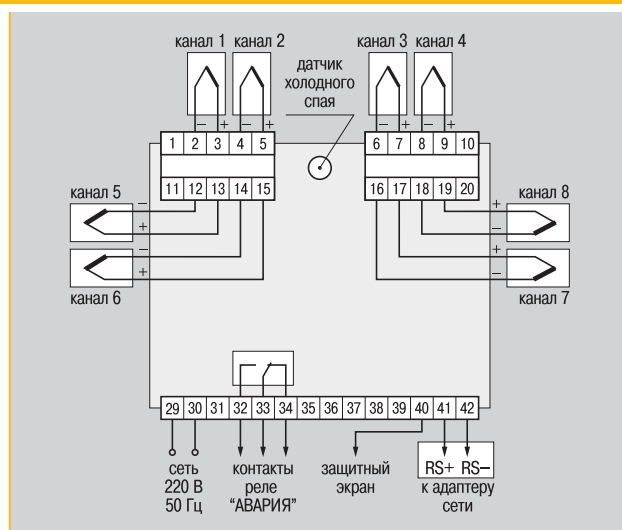 канал 1 канал 2 канал 3 канал 4
датчик
холодного
спая
– + – + – + – +
1 2 3 4 5 6 7 8 9 10
11 12 13 14 15 16 17 18 19 20
канал 5
– +
канал 6
– +
канал 8
+ –
канал 7
+ –
29 30 31 32 33 34 35 36 37 38 39 40 41 42
сеть
220 В
50 Гц
контакты
реле
“АВАРИЯ”
защитный
экран
RS+ RS–
к адаптеру
сети